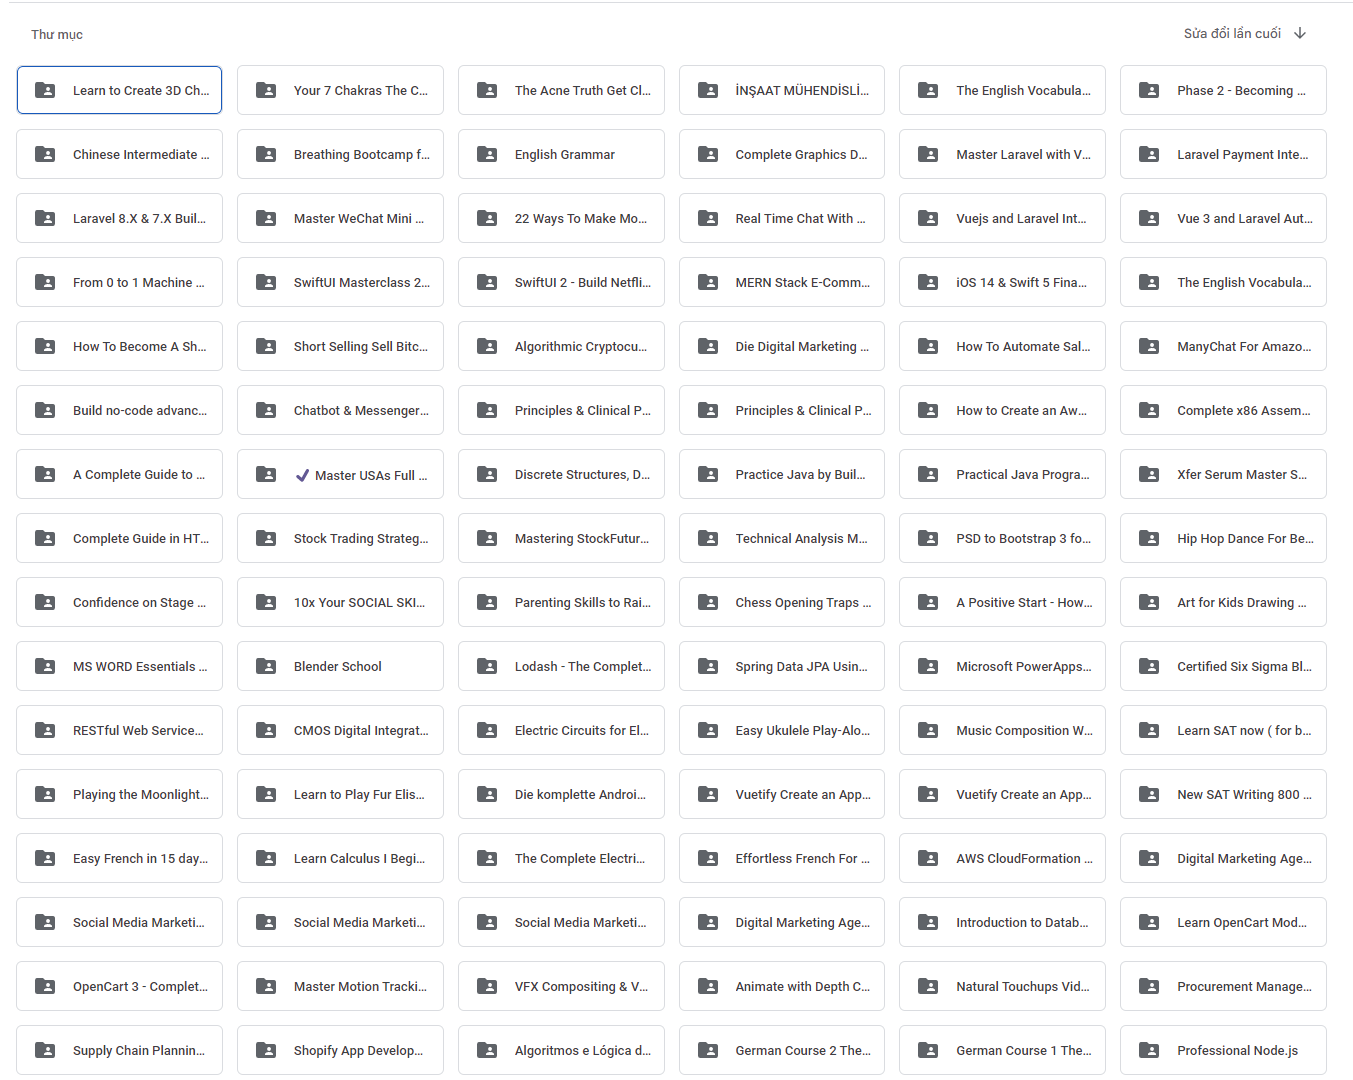 Thư mục
Sửa đổi lần cuối
Learn to Create 3D Ch...
Your 7 Chakras The C...
The Acne Truth Get Cl...
İNŞAAT MÜHENDİSLİ...
The English Vocabula...
Phase 2 - Becoming ...
Chinese Intermediate ...
Breathing Bootcamp f...
English Grammar
Complete Graphics D...
Master Laravel with V...
Laravel Payment Inte...
Laravel 8.X & 7.X Buil...
Master WeChat Mini ...
22 Ways To Make Mo...
Real Time Chat With ...
Vuejs and Laravel Int...
Vue 3 and Laravel Aut...
From 0 to 1 Machine ...
SwiftUI Masterclass 2...
SwiftUI 2 - Build Netfli...
MERN Stack E-Comm...
iOS 14 & Swift 5 Fina...
The English Vocabula...
How To Become A Sh...
Short Selling Sell Bitc...
Algorithmic Cryptocu...
Die Digital Marketing ...
How To Automate Sal...
ManyChat For Amazo...
Build no-code advanc...
Chatbot & Messenger...
Principles & Clinical P...
Principles & Clinical P...
How to Create an Aw...
Complete x86 Assem...
A Complete Guide to ...
✔ Master USAs Full ...
Discrete Structures, D...
Practice Java by Buil...
Practical Java Progra...
Xfer Serum Master S...
Complete Guide in HT...
Stock Trading Strateg...
Mastering StockFutur...
Technical Analysis M...
PSD to Bootstrap 3 fo...
Hip Hop Dance For Be...
Confidence on Stage ...
10x Your SOCIAL SKI...
Parenting Skills to Rai...
Chess Opening Traps ...
A Positive Start - How...
Art for Kids Drawing ...
MS WORD Essentials ...
Blender School
Lodash - The Complet...
Spring Data JPA Usin...
Microsoft PowerApps...
Certified Six Sigma Bl...
RESTful Web Service...
CMOS Digital Integrat...
Electric Circuits for El...
Easy Ukulele Play-Alo...
Music Composition W...
Learn SAT now ( for b...
Playing the Moonlight...
Learn to Play Fur Elis...
Die komplette Androi...
Vuetify Create an App...
Vuetify Create an App...
New SAT Writing 800 ...
Easy French in 15 day...
Learn Calculus I Begi...
The Complete Electri...
Effortless French For ...
AWS CloudFormation ...
Digital Marketing Age...
Social Media Marketi...
Social Media Marketi...
Social Media Marketi...
Digital Marketing Age...
Introduction to Datab...
Learn OpenCart Mod...
OpenCart 3 - Complet...
Master Motion Tracki...
VFX Compositing & V...
Animate with Depth C...
Natural Touchups Vid...
Procurement Manage...
Supply Chain Plannin...
Shopify App Develop...
Algoritmos e Lógica d...
German Course 2 The...
German Course 1 The...
Professional Node.js